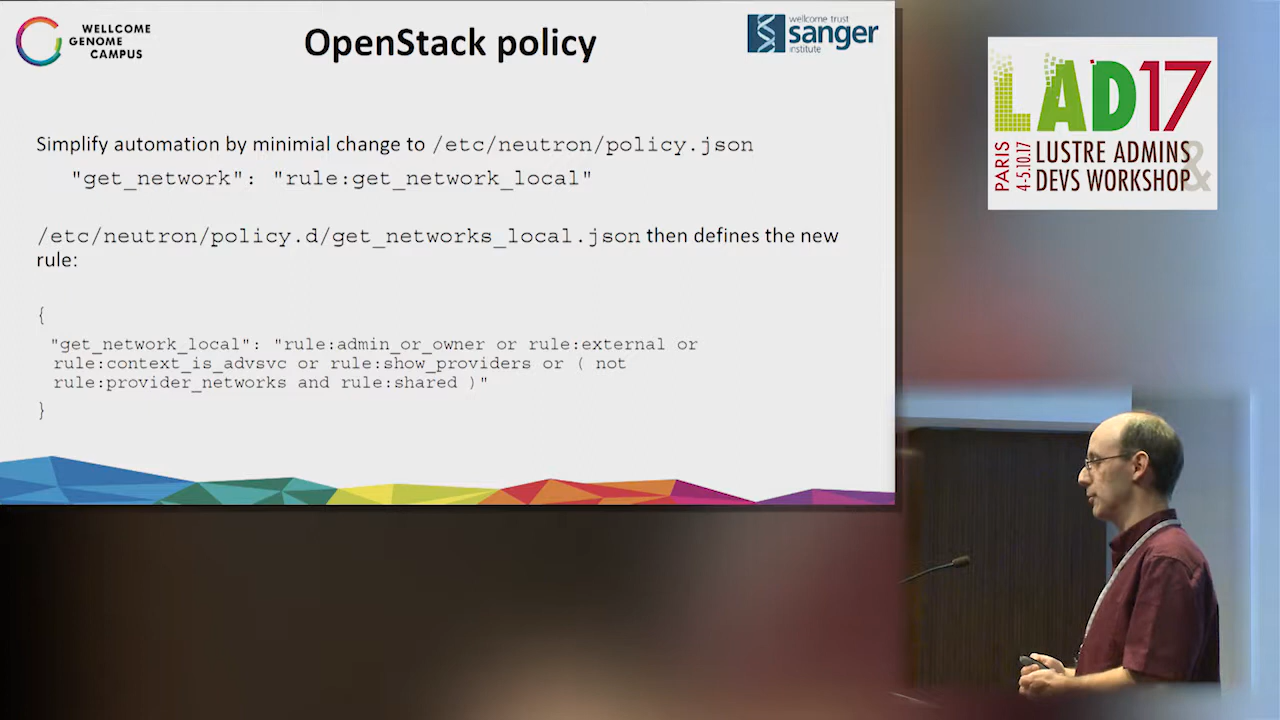 WELLCOME
GENOME
CAMPUS
OpenStack policy
wellcome trust
sanger
institute
Simplify automation by minimial change to /etc/neutron/policy.json
"get_network": "rule:get_network_local"
/etc/neutron/policy.d/get_networks_local.json then defines the new
rule:
{
"get_network_local": "rule:admin_or_owner or rule:external or
rule:context_is_advsvc or rule:show_providers or ( not
rule:provider_networks and rule:shared )"
}
LAD17
PARIS
4-5.10.17
LUSTRE ADMINS
& DEVS WORKSHOP